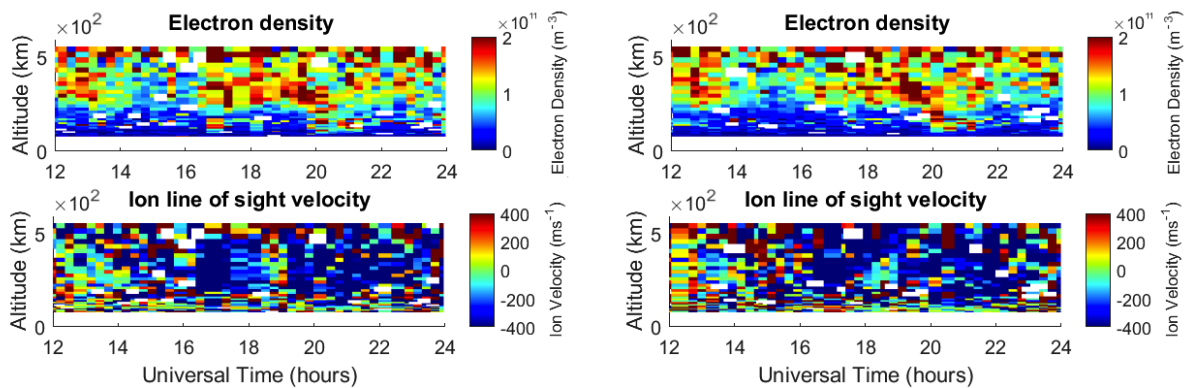 ×10² Electron density ×10¹¹
5
0
Altitude (km)
12 14 16 18 20 22 24
2
1
0
Electron Density (m⁻³)
×10² Ion line of sight velocity
5
0
Altitude (km)
12 14 16 18 20 22 24
Universal Time (hours)
400
200
0
-200
-400
Ion Velocity (ms⁻¹)
×10² Electron density ×10¹¹
5
0
Altitude (km)
12 14 16 18 20 22 24
2
1
0
Electron Density (m⁻³)
×10² Ion line of sight velocity
5
0
Altitude (km)
12 14 16 18 20 22 24
Universal Time (hours)
400
200
0
-200
-400
Ion Velocity (ms⁻¹)